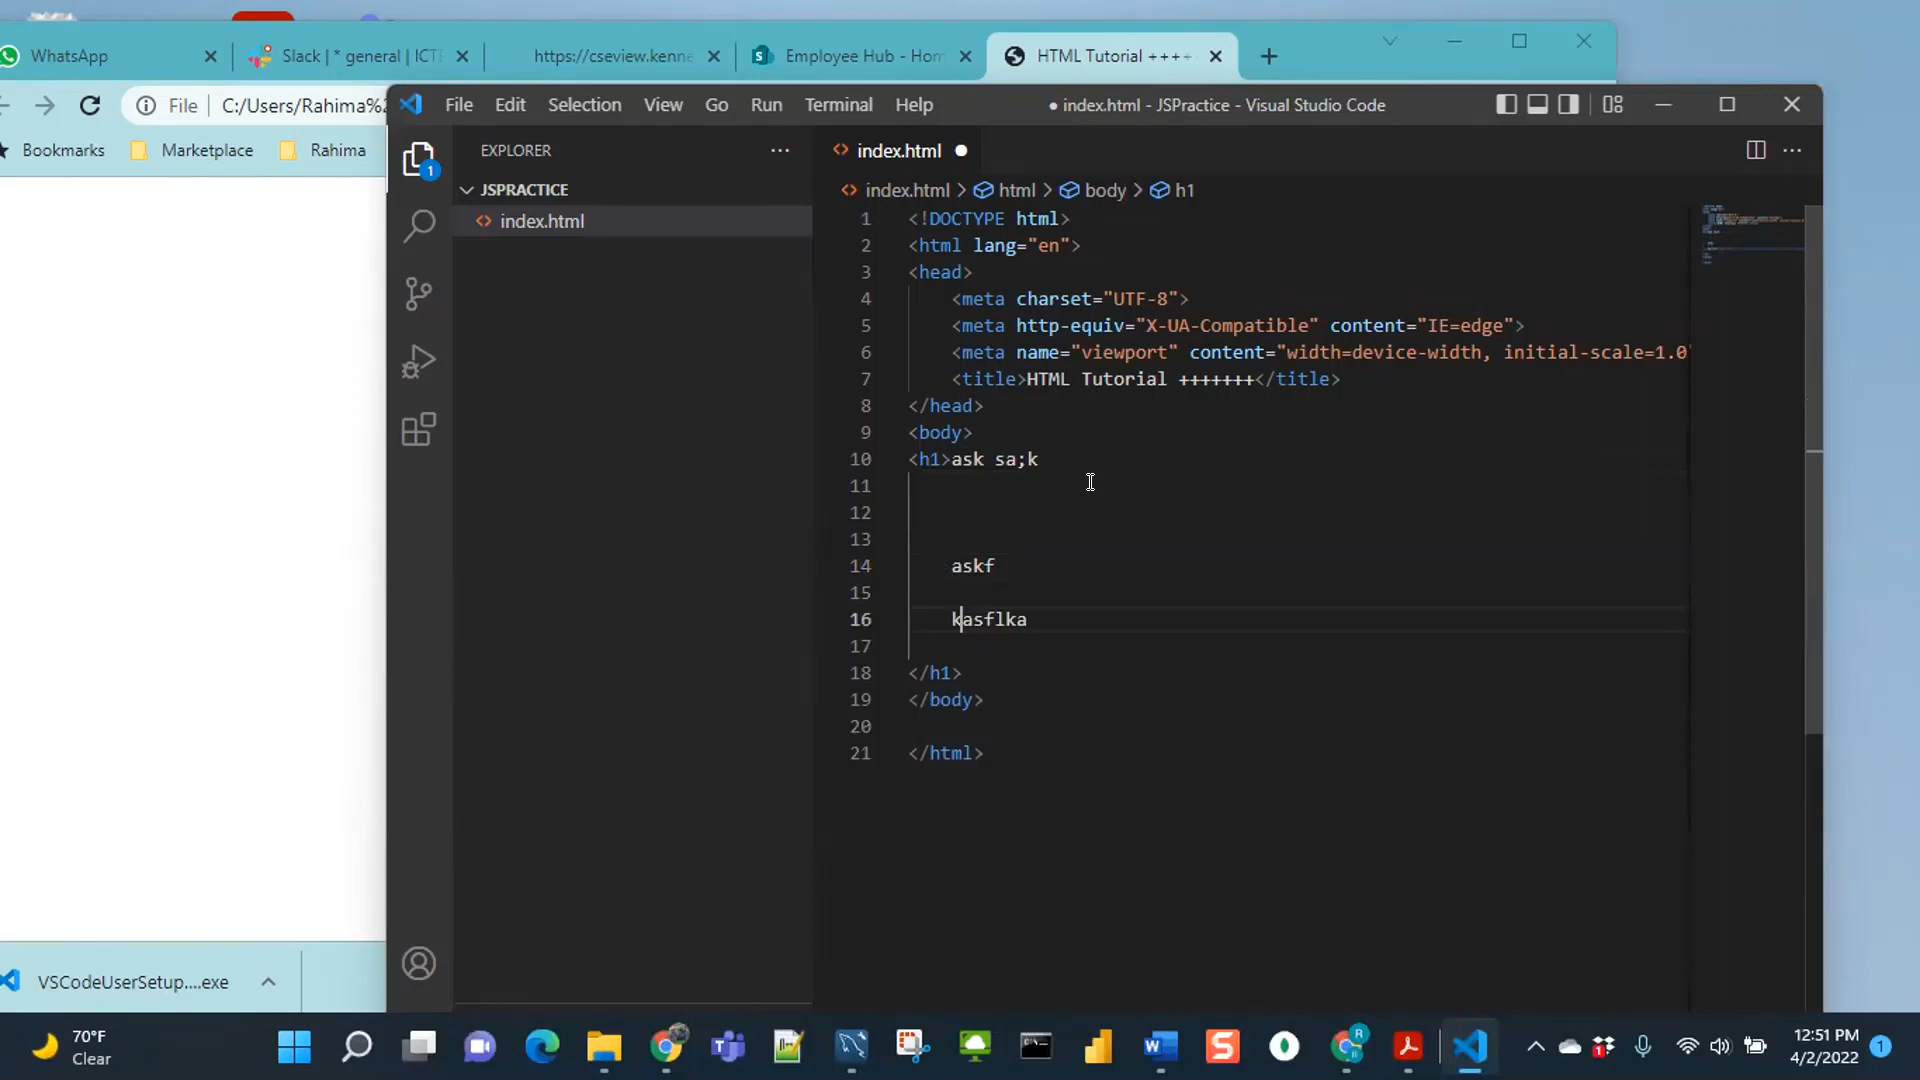 WhatsApp
Slack | * general | ICTI
https://cseview.kenne
Employee Hub - Hom
HTML Tutorial ++++
File C:/Users/Rahima%2
Bookmarks Marketplace Rahima
File Edit Selection View Go Run Terminal Help
● index.html - JSPractice - Visual Studio Code
EXPLORER
1
JSPRACTICE
index.html
index.html
index.html > html > body > h1
1 <!DOCTYPE html>
2 <html lang="en">
3 <head>
4 <meta charset="UTF-8">
5 <meta http-equiv="X-UA-Compatible" content="IE=edge">
6 <meta name="viewport" content="width=device-width, initial-scale=1.0"
7 <title>HTML Tutorial +++++++</title>
8 </head>
9 <body>
10 <h1>ask sa;k
11
12
13
14 askf
15
16 kasflka
17
18 </h1>
19 </body>
20
21 </html>
VSCodeUserSetup....exe
70°F
Clear
12:51 PM
4/2/2022
1